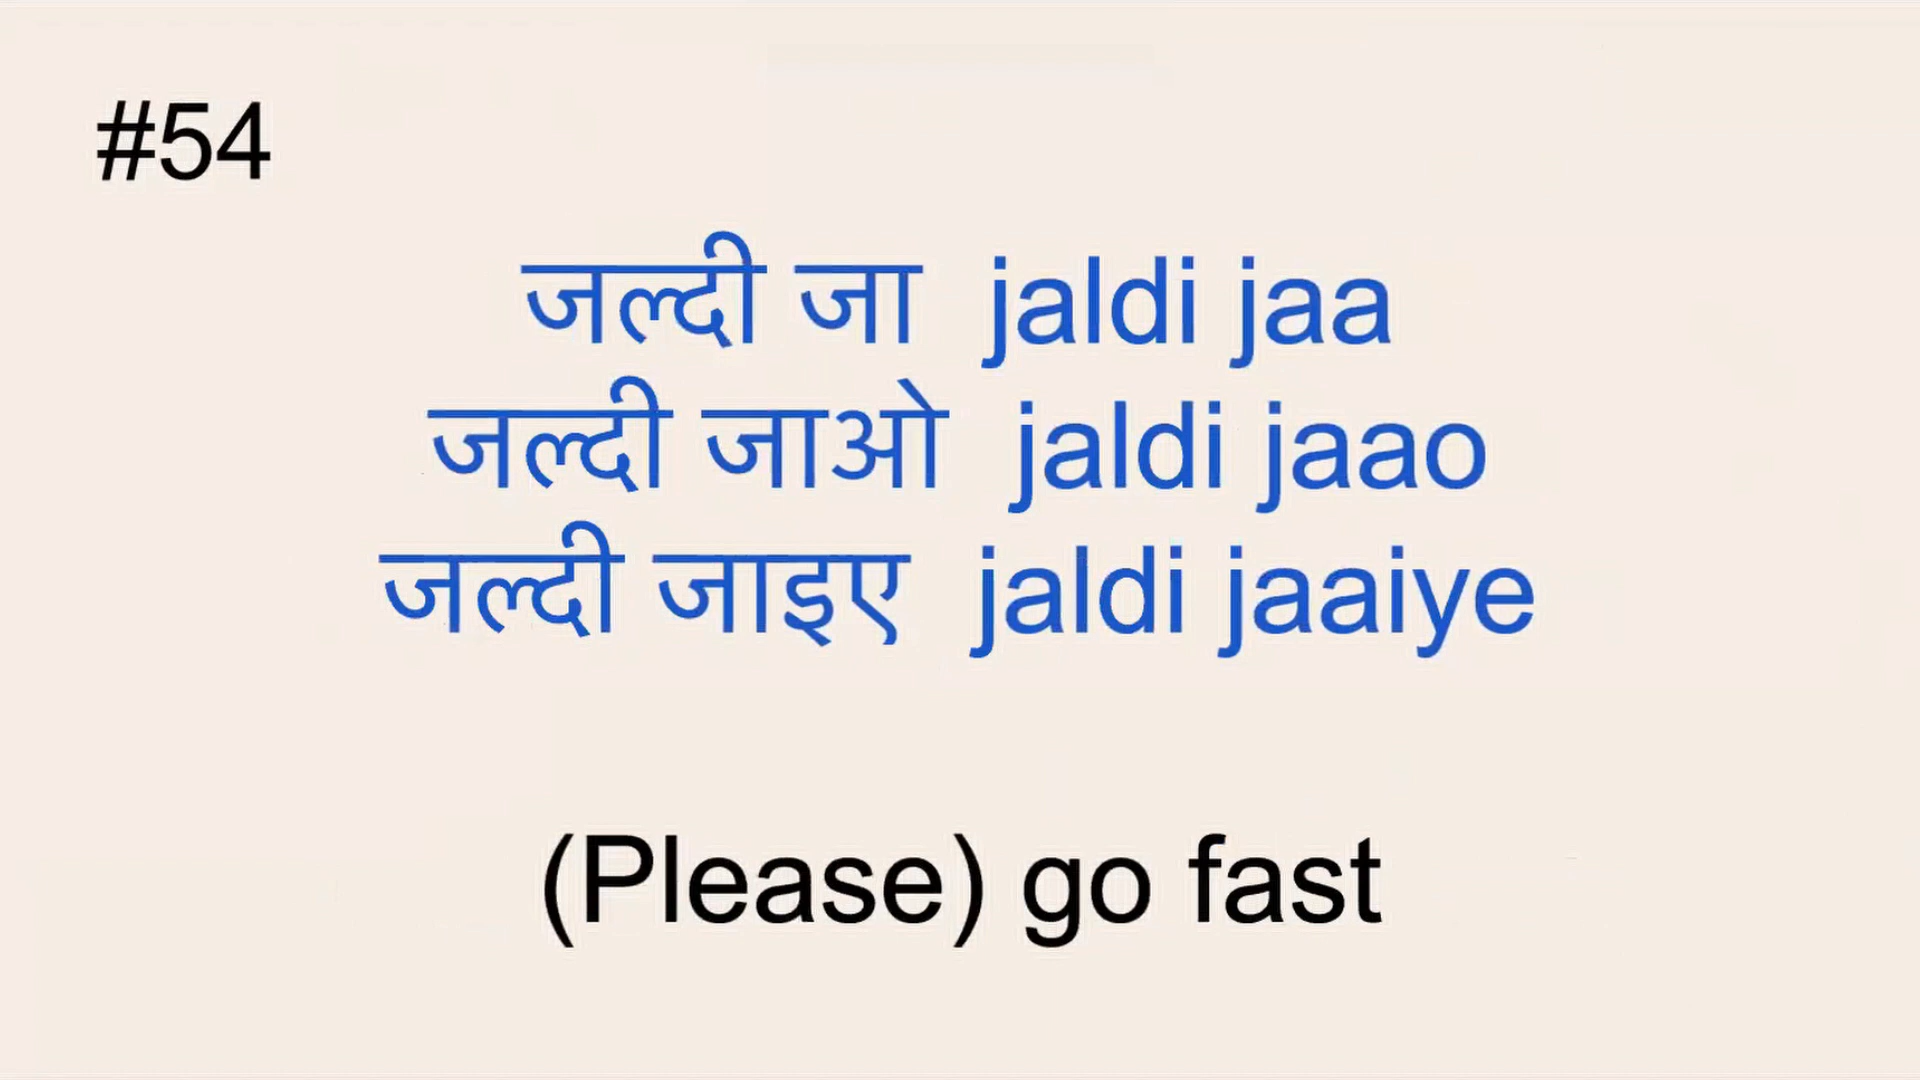 #54
जल्दी जा jaldi jaa
जल्दी जाओ jaldi jaao
जल्दी जाइए jaldi jaaiye
(Please) go fast